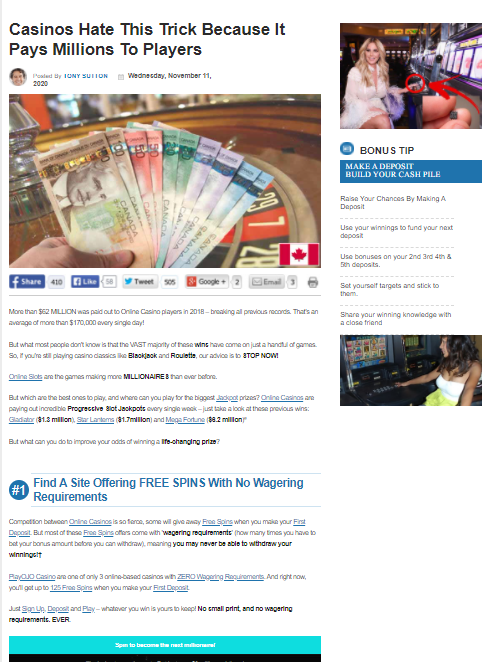 Casinos Hate This Trick Because It
Pays Millions To Players
Posted By TONY SUTTON
Wednesday, November 11,
2020
Share 410
Like 58
Tweet 505
Google + 2
Email 3
More than $62 MILLION was paid out to Online Casino players in 2018 – breaking all previous records. That's an
average of more than $170,000 every single day!
But what most people don't know is that the VAST majority of these wins have come on just a handful of games.
So, if you're still playing casino classics like Blackjack and Roulette, our advice is to STOP NOW!
Online Slots are the games making more MILLIONAIRES than ever before.
But which are the best ones to play, and where can you play for the biggest Jackpot prizes? Online Casinos are
paying out incredible Progressive Slot Jackpots every single week – just take a look at these previous wins:
Gladiator ($1.3 million), Star Lanterns ($1.7million) and Mega Fortune ($6.2 million)*
But what can you do to improve your odds of winning a life-changing prize?
#1 Find A Site Offering FREE SPINS With No Wagering
Requirements
Competition between Online Casinos is so fierce, some will give away Free Spins when you make your First
Deposit. But most of these Free Spins offers come with 'wagering requirements' (how many times you have to
bet your bonus amount before you can withdraw), meaning you may never be able to withdraw your
winnings!†
PlayOJO Casino are one of only 3 online-based casinos with ZERO Wagering Requirements. And right now,
you'll get up to 125 Free Spins when you make your First Deposit.
Just Sign Up, Deposit and Play – whatever you win is yours to keep! No small print, and no wagering
requirements. EVER.
Spin to become the next millionaire!
BONUS TIP
MAKE A DEPOSIT
BUILD YOUR CASH PILE
Raise Your Chances By Making A
Deposit
Use your winnings to fund your next
deposit
Use bonuses on your 2nd 3rd 4th &
5th deposits.
Set yourself targets and stick to
them.
Share your winning knowledge with
a close friend